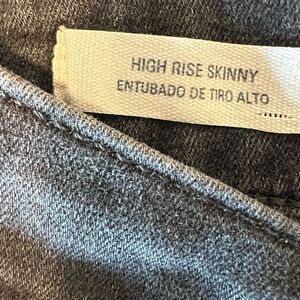 HIGH RISE SKINNY
ENTUBADO DE TIRO ALTO